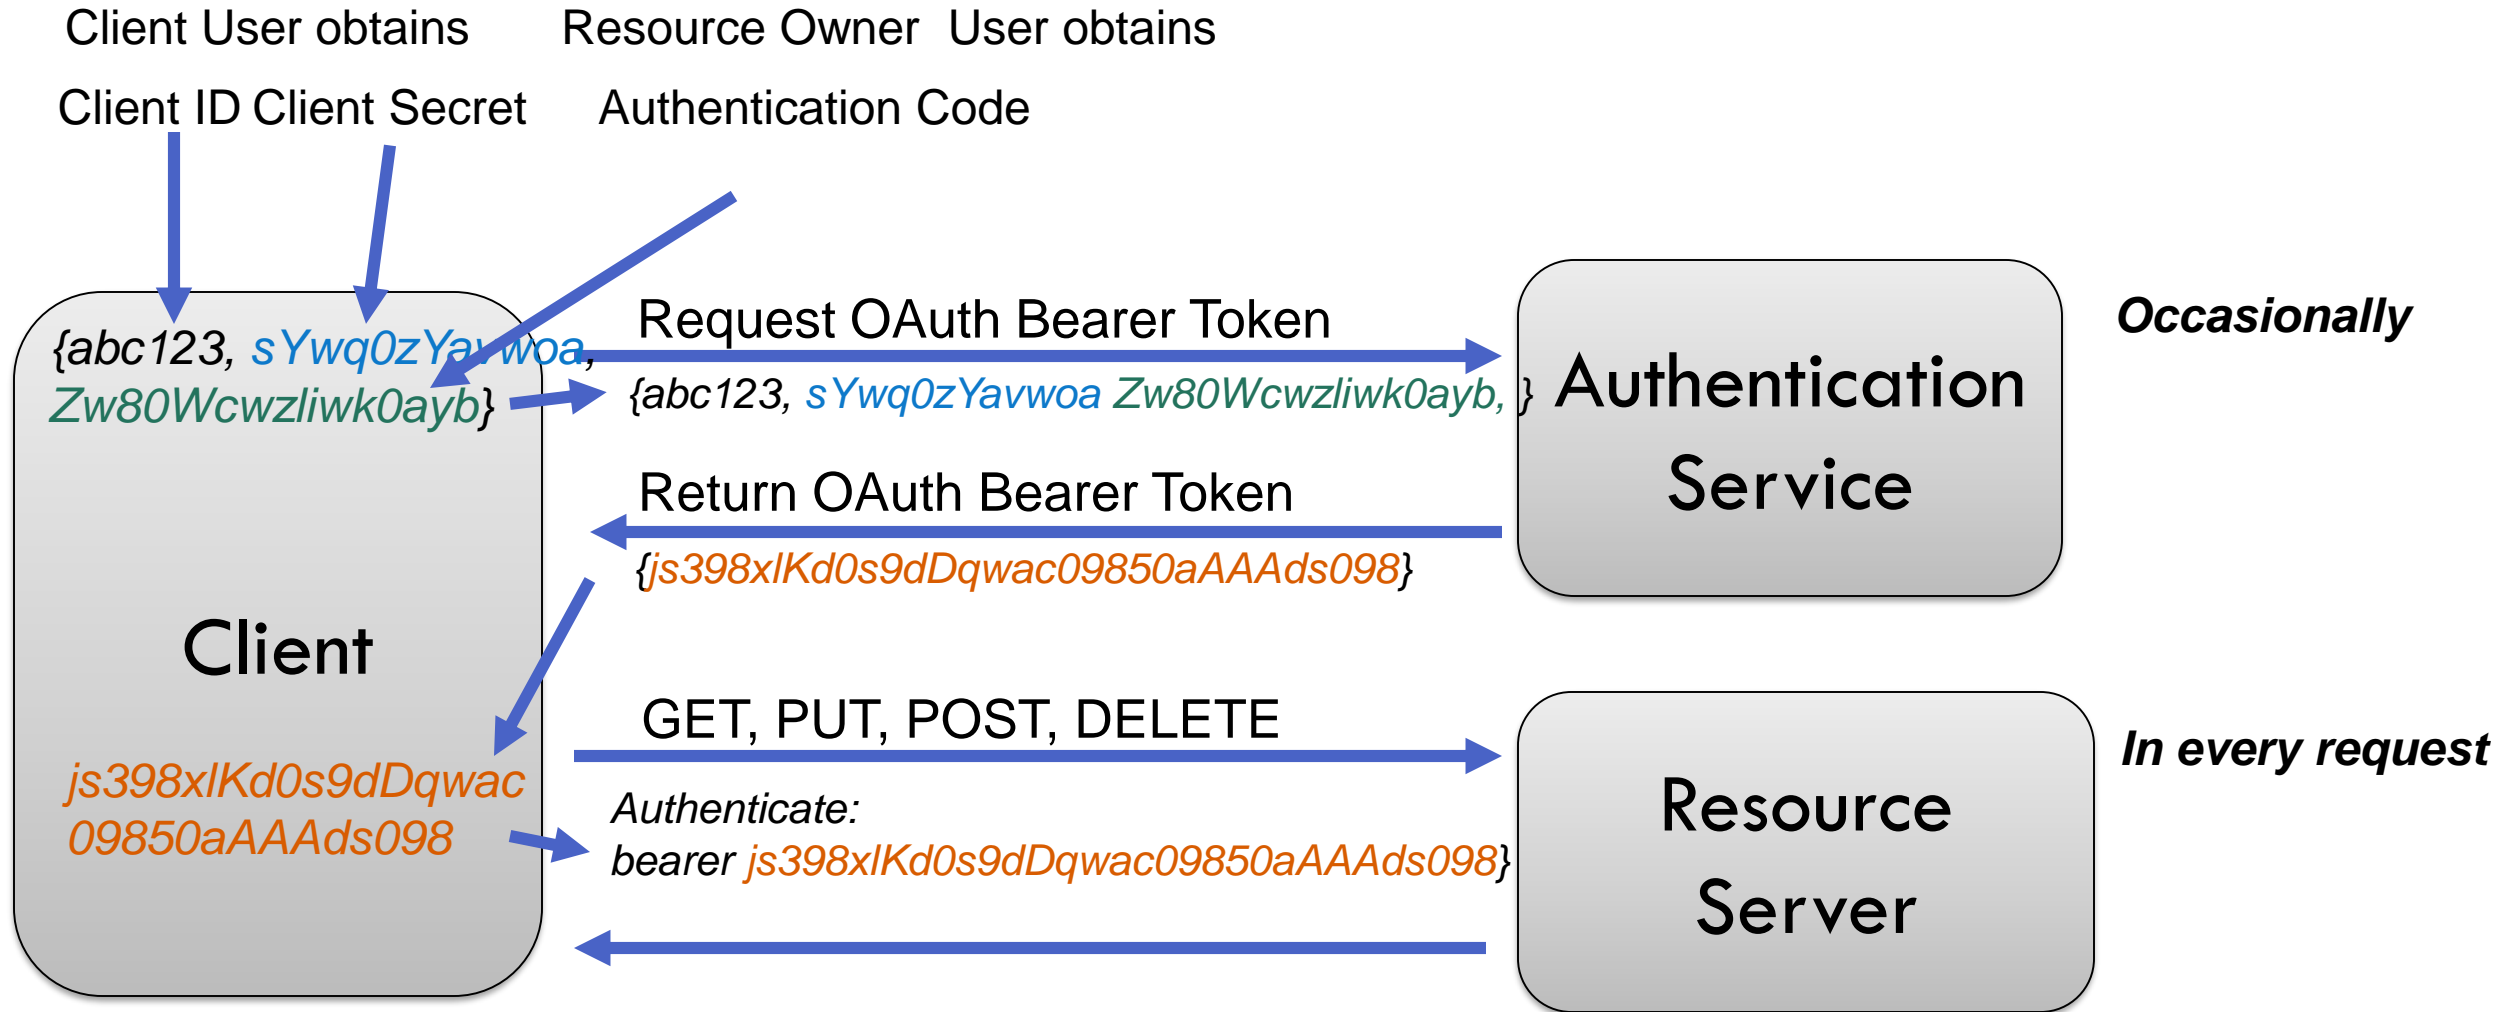 Client User obtains
Resource Owner User obtains
Client ID Client Secret
Authentication Code
{abc123, sYwq0zYavwoa,
Zw80Wcwzliwk0ayb}
Request OAuth Bearer Token
{abc123, sYwq0zYavwoa Zw80Wcwzliwk0ayb, }
Authentication
Service
Occasionally
Return OAuth Bearer Token
{js398xlKd0s9dDqwac09850aAAAds098}
Client
js398xlKd0s9dDqwac
09850aAAAds098
GET, PUT, POST, DELETE
Authenticate:
bearer js398xlKd0s9dDqwac09850aAAAds098}
Resource
Server
In every request